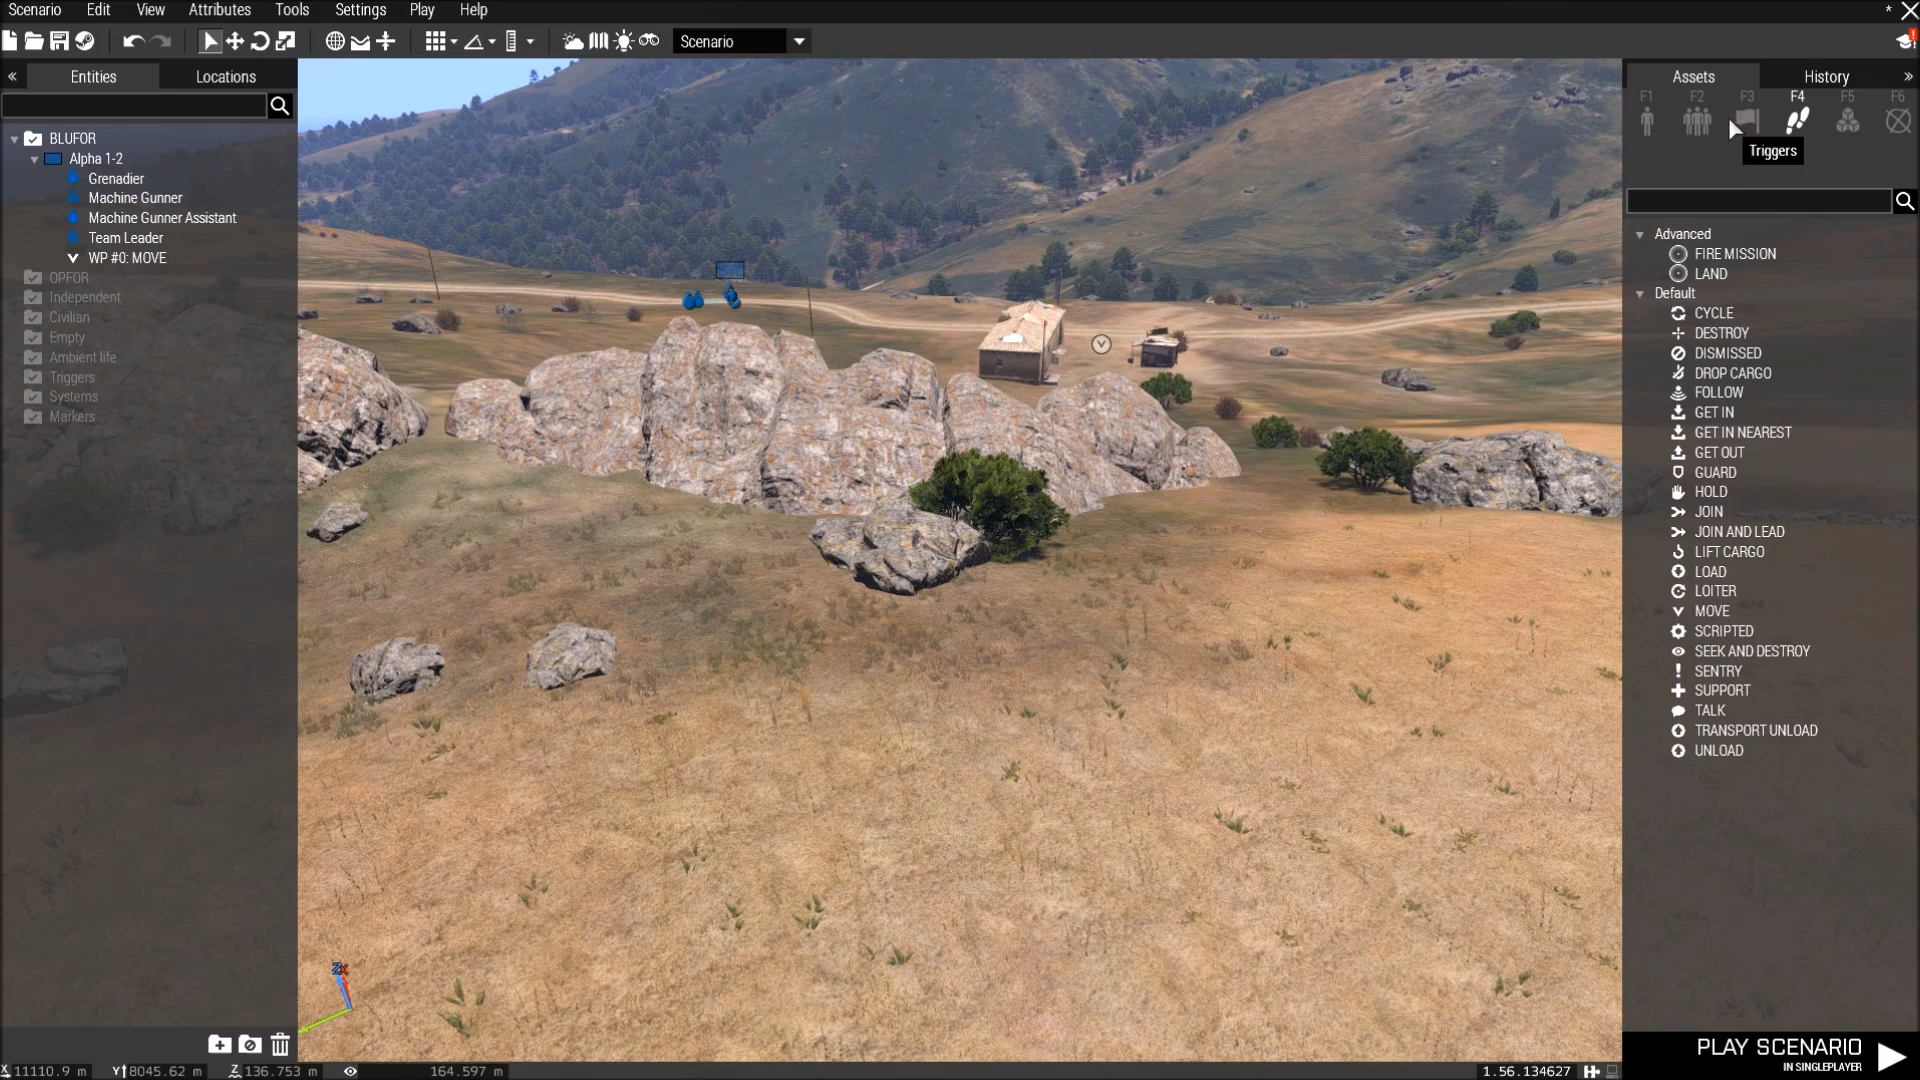 Scenario Edit View Attributes Tools Settings Play Help
Scenario
Entities Locations
BLUFOR
Alpha 1-2
Grenadier
Machine Gunner
Machine Gunner Assistant
Team Leader
WP #0: MOVE
OPFOR
Independent
Civilian
Empty
Ambient life
Triggers
Systems
Markers
Assets History
F1 F2 F3 F4 F5 F6
Triggers
Advanced
FIRE MISSION
LAND
Default
CYCLE
DESTROY
DISMISSED
DROP CARGO
FOLLOW
GET IN
GET IN NEAREST
GET OUT
GUARD
HOLD
JOIN
JOIN AND LEAD
LIFT CARGO
LOAD
LOITER
MOVE
SCRIPTED
SEEK AND DESTROY
SENTRY
SUPPORT
TALK
TRANSPORT UNLOAD
UNLOAD
PLAY SCENARIO
IN SINGLEPLAYER
X 11110.9 m Y 8045.62 m Z 136.753 m 164.597 m 1.56.134627